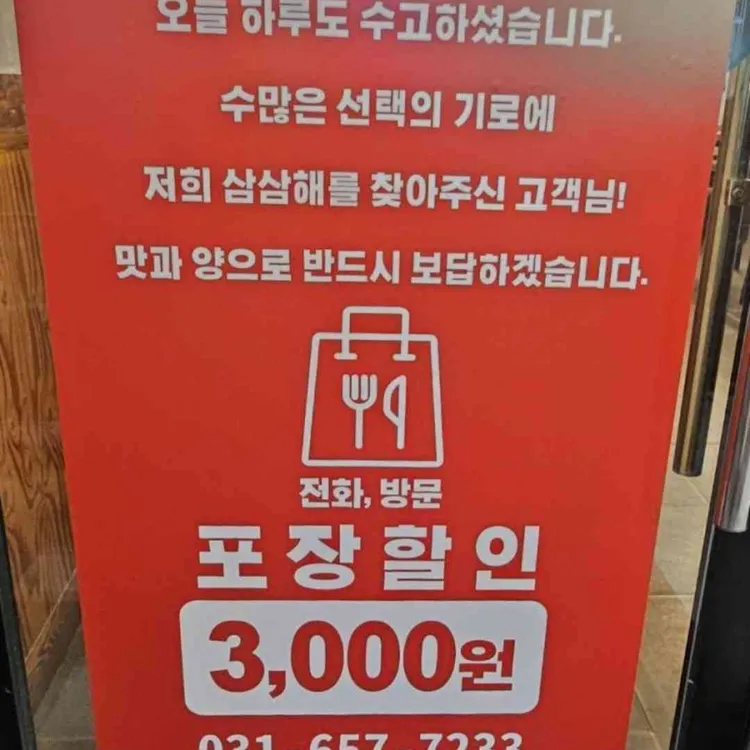 오늘 하루도 수고하셨습니다.
수많은 선택의 기로에
저희 삼삼해를 찾아주신 고객님!
맛과 양으로 반드시 보답하겠습니다.
전화, 방문
포장할인
3,000원
031-657-7233